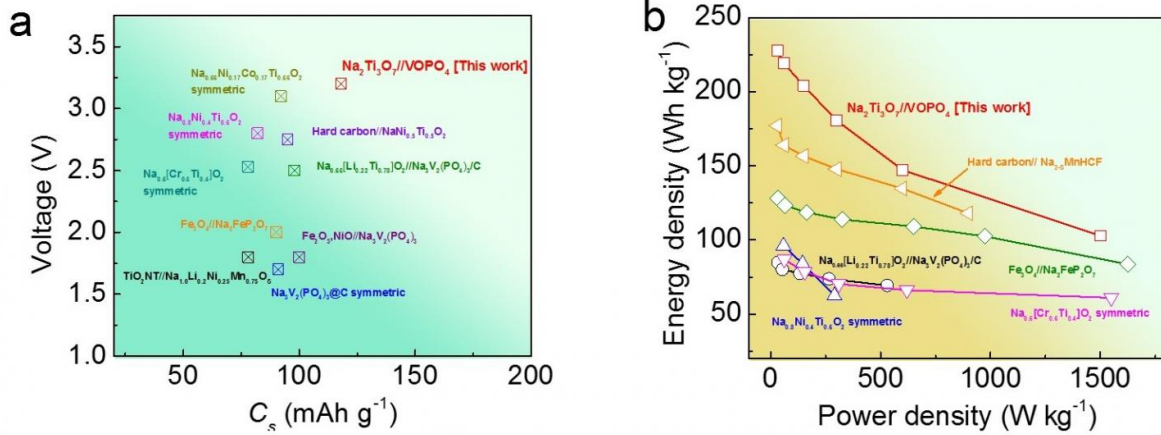 a
Voltage (V)
3.5
3.0
2.5
2.0
1.5
1.0
50
100
150
200
C_s (mAh g⁻¹)
Na₂Ti₃O₇//VOPO₄ [This work]
Na₀.₆₆Ni₀.₁₇Co₀.₁₇Ti₀.₆₆O₂
symmetric
Na₀.₈Ni₀.₄Ti₀.₆O₂
symmetric
Hard carbon//NaNi₀.₅Ti₀.₅O₂
Na₀.₆[Cr₀.₆Ti₀.₄]O₂
symmetric
Na₀.₆₆[Li₀.₂₂Ti₀.₇₈]O₂//Na₃V₂(PO₄)₃/C
Fe₃O₄//Na₂FeP₂O₇
Fe₂O₃,NiO//Na₃V₂(PO₄)₃
TiO₂NT//Na₁.₀Li₀.₂Ni₀.₂₅Mn₀.₇₅Oδ
Na₃V₂(PO₄)₃@C symmetric
b
Energy density (Wh kg⁻¹)
250
200
150
100
50
0
500
1000
1500
Power density (W kg⁻¹)
Na₂Ti₃O₇//VOPO₄ [This work]
Hard carbon// Na₂₋δMnHCF
Na₀.₆₆[Li₀.₂₂Ti₀.₇₈]O₂//Na₃V₂(PO₄)₃/C
Fe₃O₄//Na₂FeP₂O₇
Na₀.₈Ni₀.₄Ti₀.₆O₂ symmetric
Na₀.₆[Cr₀.₆Ti₀.₄]O₂ symmetric